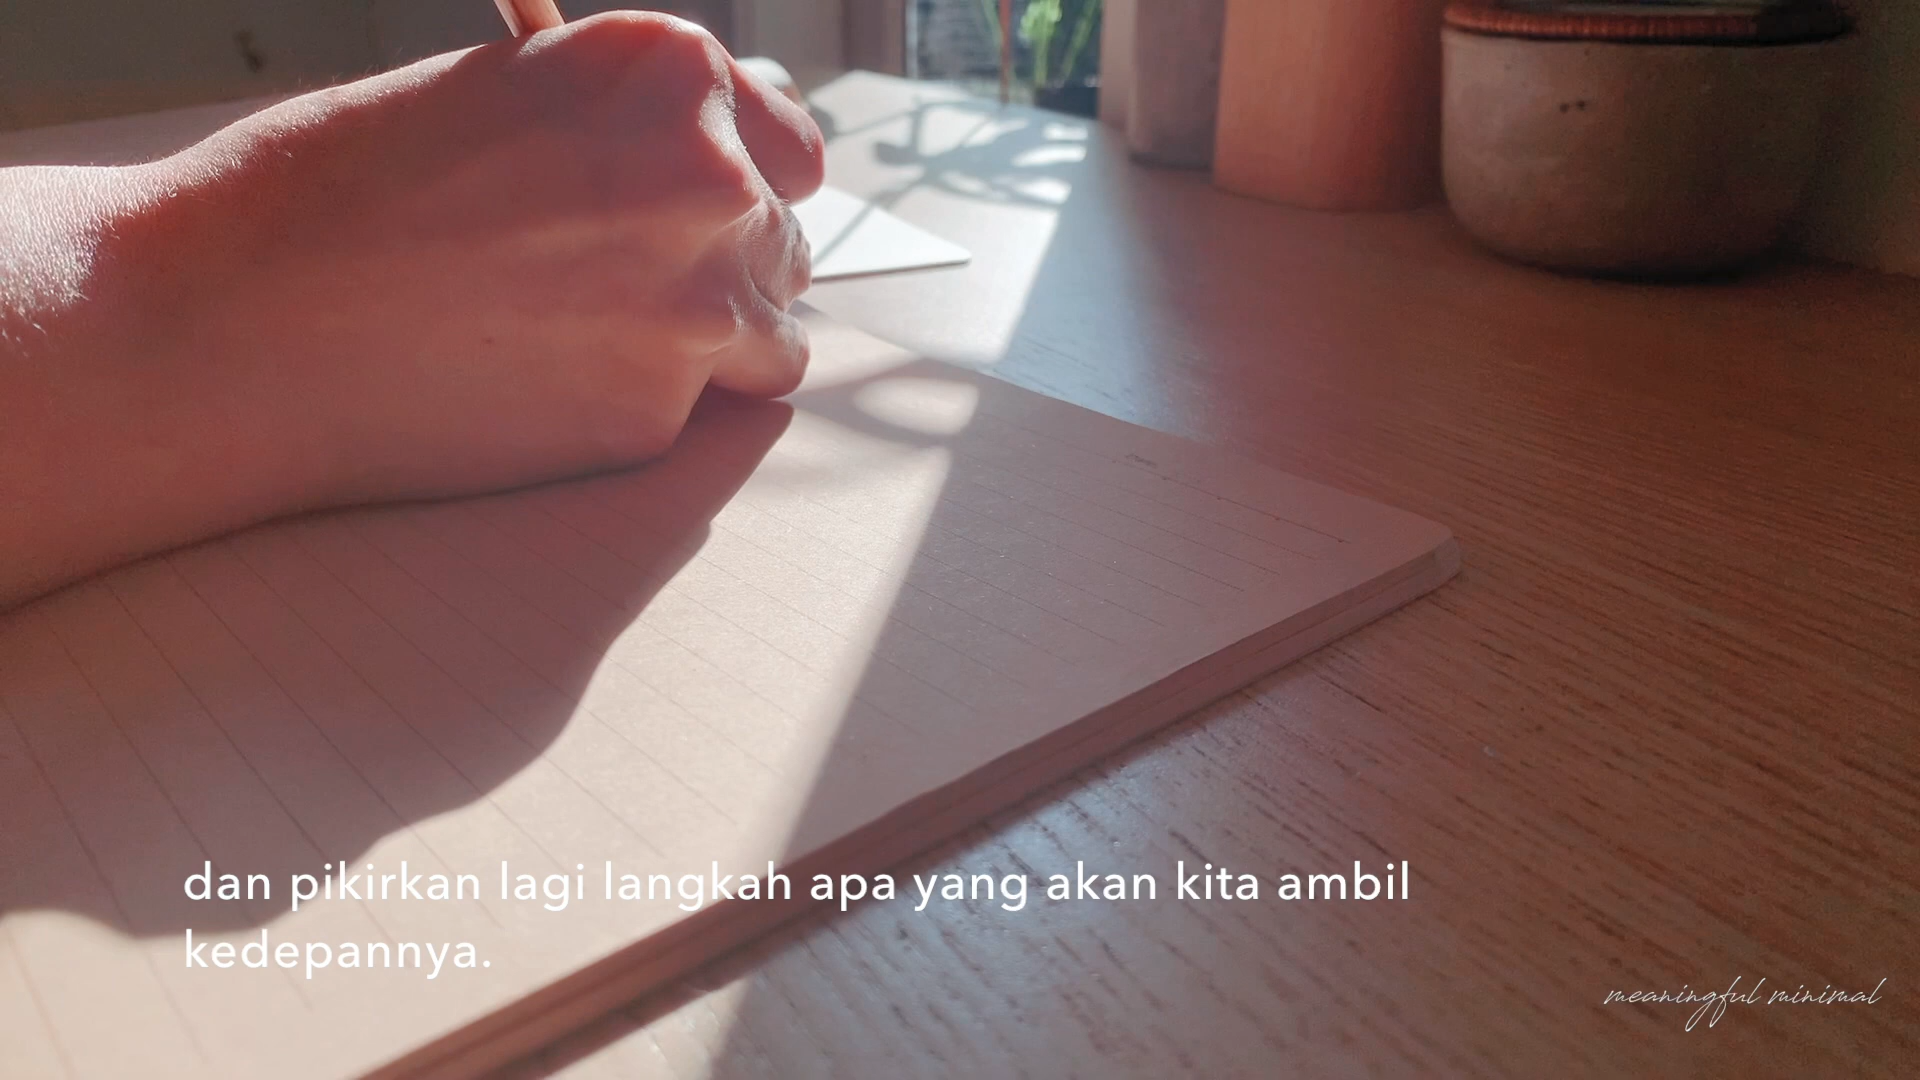 dan pikirkan lagi langkah apa yang akan kita ambil
kedepannya.
meaningful minimal